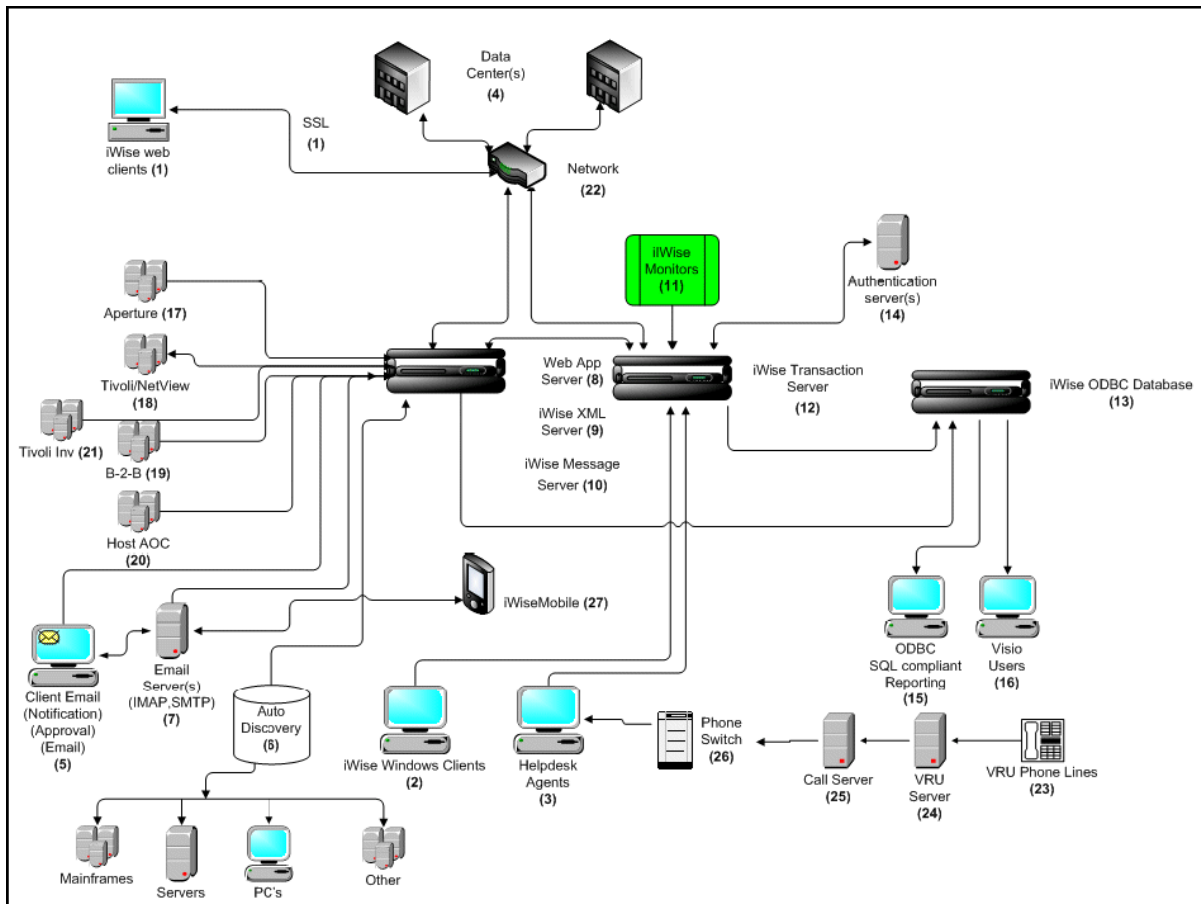 Data
Center(s)
(4)
SSL
(1)
iWise web
clients (1)
Network
(22)
iIWise
Monitors
(11)
Authentication
server(s)
(14)
Aperture (17)
Web App
Server (8)
iWise Transaction
Server
(12)
iWise ODBC Database
(13)
Tivoli/NetView
(18)
iWise XML
Server (9)
Tivoli Inv (21)
B-2-B (19)
iWise Message
Server (10)
Host AOC
(20)
iWiseMobile (27)
Client Email
(Notification)
(Approval)
(Email)
(5)
Email
Server(s)
(IMAP,SMTP)
(7)
Auto
Discovery
(6)
iWise Windows Clients
(2)
Helpdesk
Agents
(3)
Phone
Switch
(26)
ODBC
SQL compliant
Reporting
(15)
Visio
Users
(16)
Call Server
(25)
VRU
Server
(24)
VRU Phone Lines
(23)
Mainframes
Servers
PC's
Other